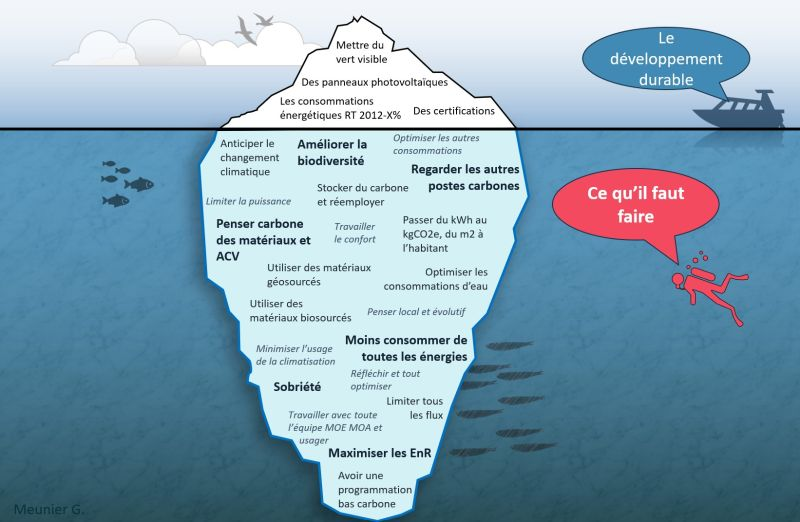 Mettre du
vert visible
Des panneaux photovoltaïques
Les consommations
énergétiques RT 2012-X%
Des certifications
Le
développement
durable
Anticiper le
changement
climatique
Améliorer la
biodiversité
Optimiser les autres
consommations
Regarder les autres
postes carbones
Stocker du carbone
et réemployer
Limiter la puissance
Ce qu’il faut
faire
Penser carbone
des matériaux et
ACV
Travailler
le confort
Passer du kWh au
kgCO2e, du m2 à
l’habitant
Utiliser des matériaux
géosourcés
Optimiser les
consommations d’eau
Utiliser des
matériaux biosourcés
Penser local et évolutif
Moins consommer de
toutes les énergies
Minimiser l’usage
de la climatisation
Réfléchir et tout
optimiser
Sobriété
Limiter tous
les flux
Travailler avec toute
l’équipe MOE MOA et
usager
Maximiser les EnR
Avoir une
programmation
bas carbone
Meunier G.